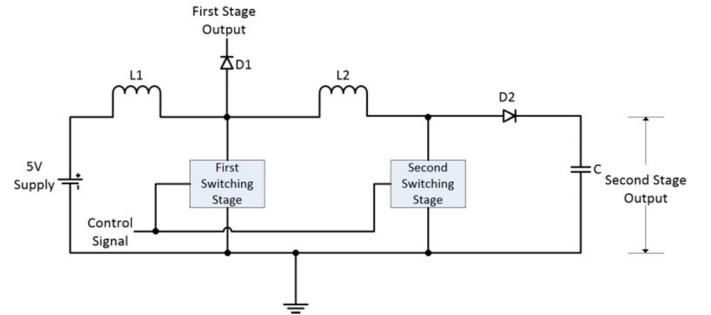 First Stage
Output
D1
L1
L2
D2
5V
Supply
+
First
Switching
Stage
Second
Switching
Stage
C
Second Stage
Output
Control
Signal